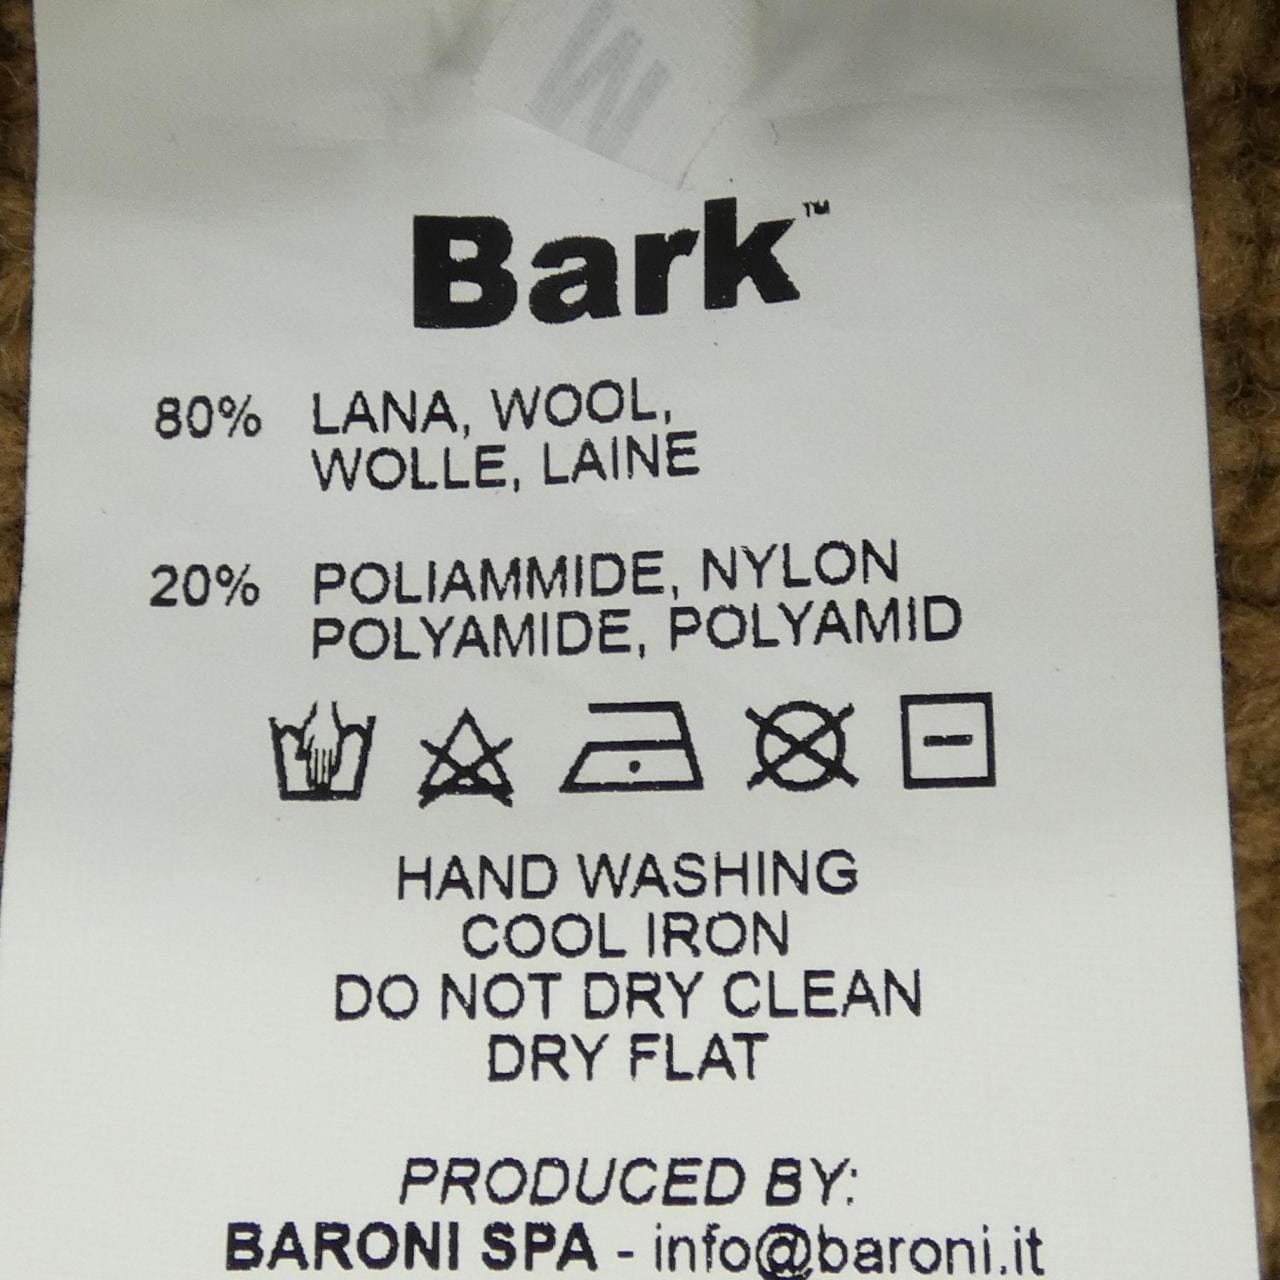 M
Bark™
80% LANA, WOOL,
WOLLE, LAINE
20% POLIAMMIDE, NYLON
POLYAMIDE, POLYAMID
HAND WASHING
COOL IRON
DO NOT DRY CLEAN
DRY FLAT
PRODUCED BY:
BARONI SPA - info@baroni.it